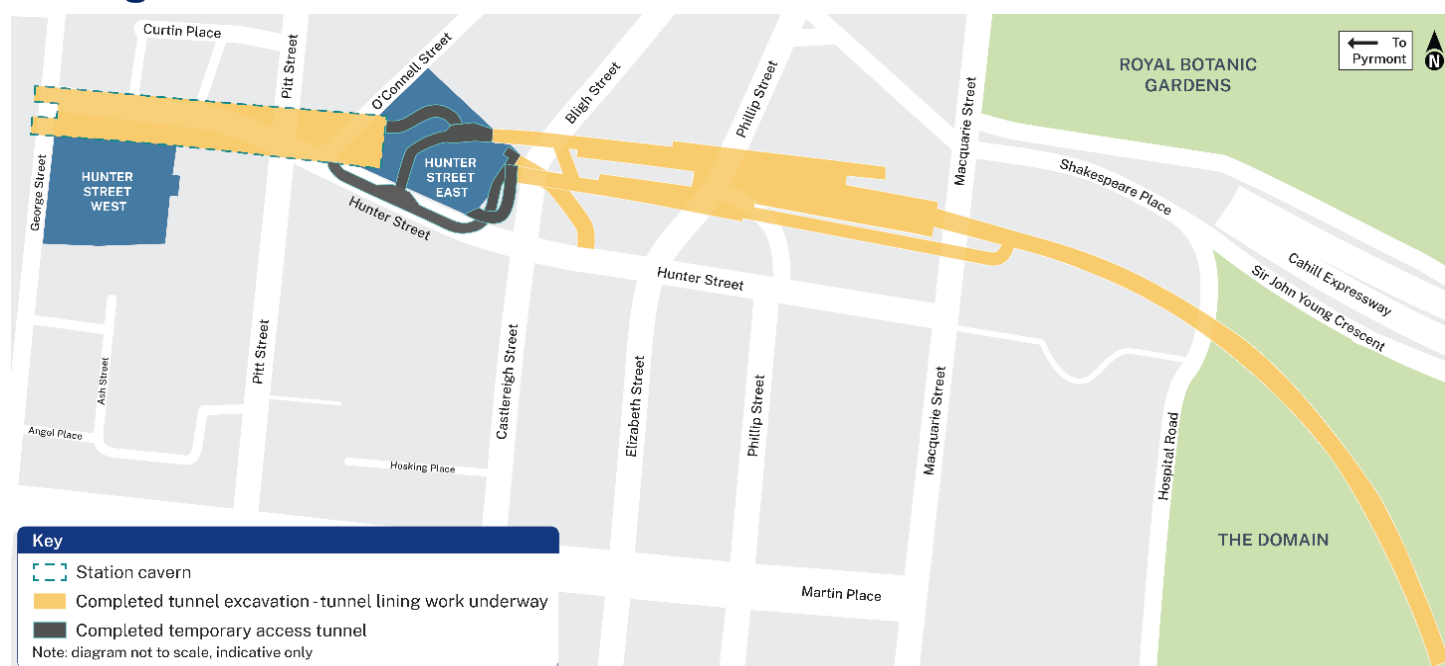 Curtin Place
Pitt Street
O'Connell Street
Bligh Street
Phillip Street
Macquarie Street
ROYAL BOTANIC
GARDENS
To
Pyrmont
N
George Street
HUNTER
STREET
WEST
HUNTER
STREET
EAST
Hunter Street
Shakespeare Place
Cahill Expressway
Sir John Young Crescent
Hunter Street
Ash Street
Angel Place
Pitt Street
Hosking Place
Castlereigh Street
Elizabeth Street
Phillip Street
Macquarie Street
Hospital Road
THE DOMAIN
Martin Place
Key
Station cavern
Completed tunnel excavation - tunnel lining work underway
Completed temporary access tunnel
Note: diagram not to scale, indicative only